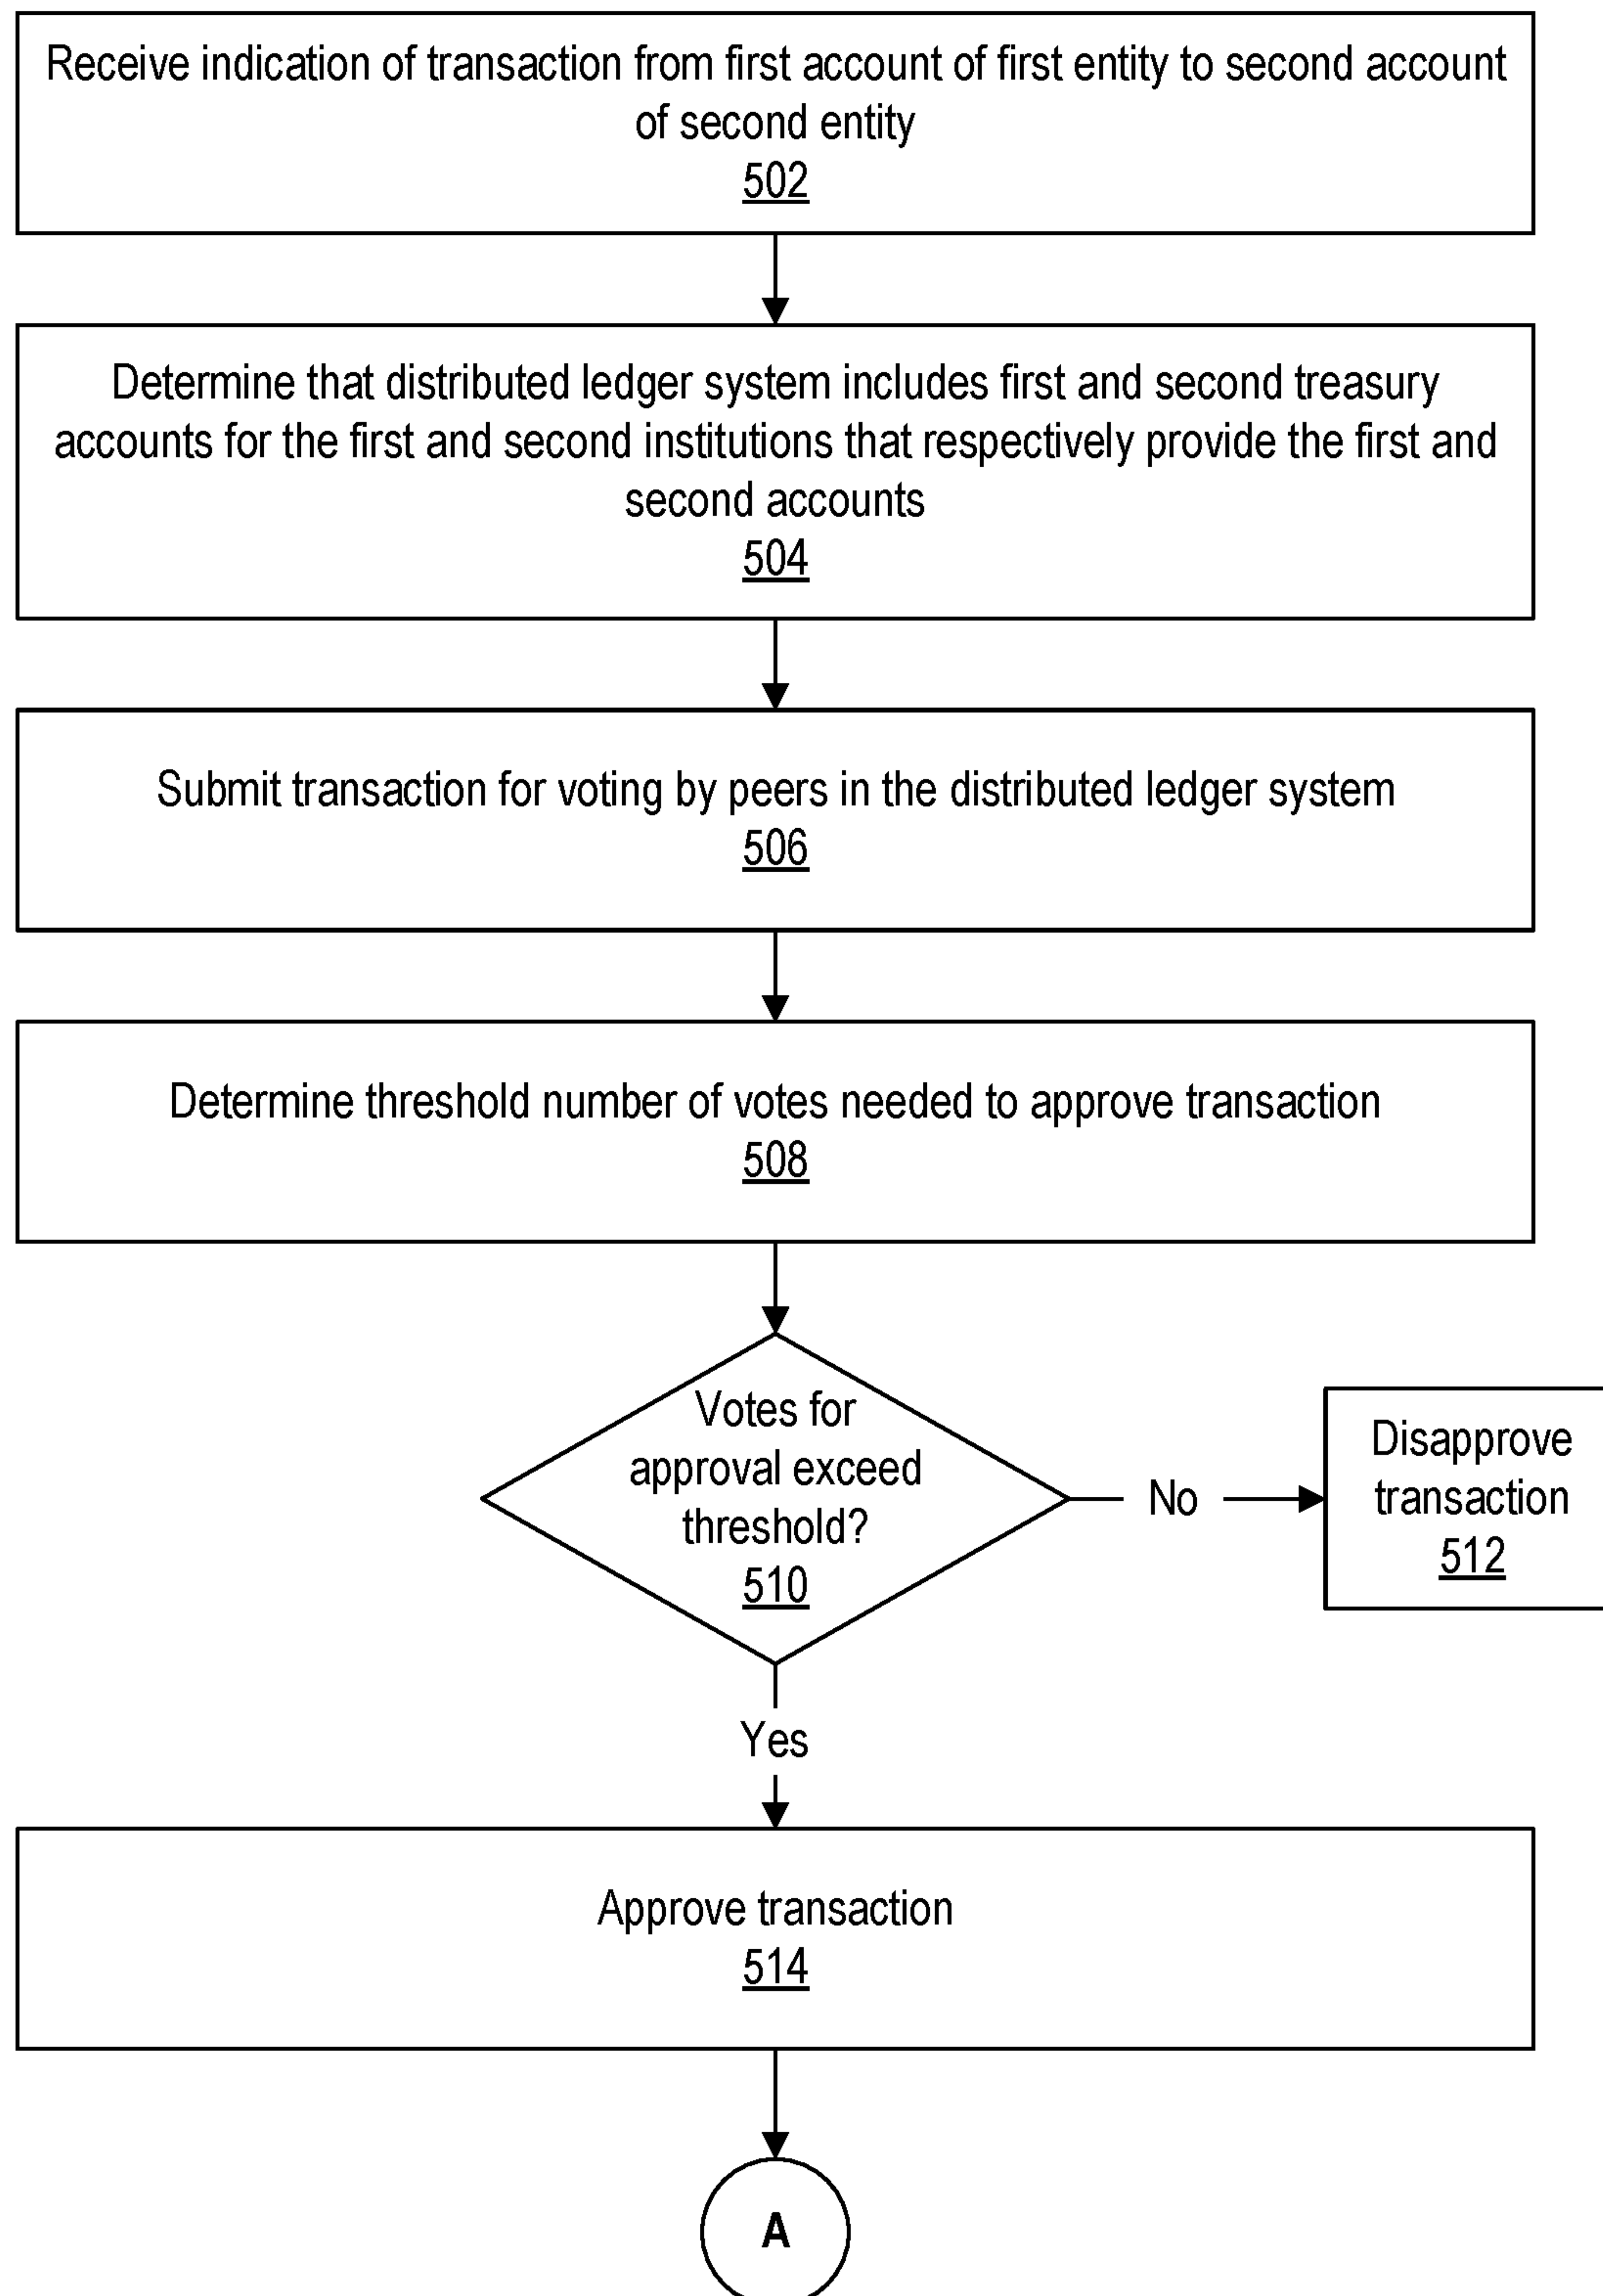 Receive indication of transaction from first account of first entity to second account
of second entity
502
Determine that distributed ledger system includes first and second treasury
accounts for the first and second institutions that respectively provide the first and
second accounts
504
Submit transaction for voting by peers in the distributed ledger system
506
Determine threshold number of votes needed to approve transaction
508
Votes for
approval exceed
threshold?
510
No
Disapprove
transaction
512
Yes
Approve transaction
514
A